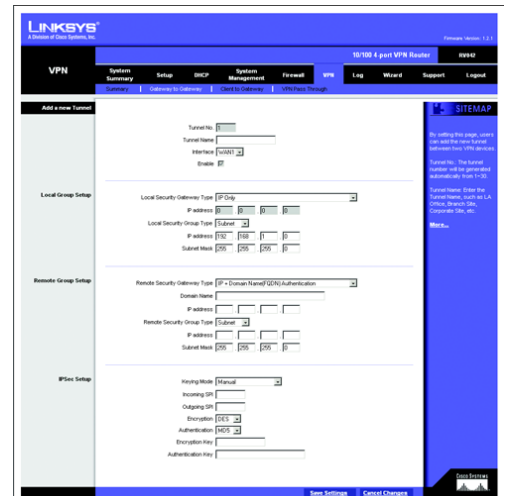 LINKSYS®
A Division of Cisco Systems, Inc.
Firmware Version: 1.2.1
10/100 4-port VPN Router
RV042
VPN
System Summary
Setup
DHCP
System Management
Firewall
VPN
Log
Wizard
Support
Logout
Summary | Gateway to Gateway | Client to Gateway | VPN Pass Through
Add a new Tunnel
SITEMAP
Tunnel No. 1
Tunnel Name
Interface WAN1
Enable
By setting this page, users can add the new tunnel between two VPN devices.
Tunnel No.: The tunnel number will be generated automatically from 1~30.
Tunnel Name: Enter the Tunnel Name, such as LA Office, Branch Site, Corporate Site, etc.
More...
Local Group Setup
Local Security Gateway Type IP Only
IP address 0 . 0 . 0 . 0
Local Security Group Type Subnet
IP address 192 . 168 . 1 . 0
Subnet Mask 255 . 255 . 255 . 0
Remote Group Setup
Remote Security Gateway Type IP + Domain Name(FQDN) Authentication
Domain Name
IP address . . .
Remote Security Group Type Subnet
IP address . . .
Subnet Mask 255 . 255 . 255 . 0
IPSec Setup
Keying Mode Manual
Incoming SPI
Outgoing SPI
Encryption DES
Authentication MD5
Encryption Key
Authentication Key
Save Settings
Cancel Changes
CISCO SYSTEMS